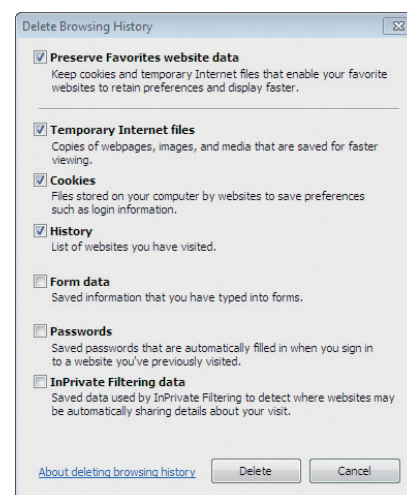 Delete Browsing History
Preserve Favorites website data
Keep cookies and temporary Internet files that enable your favorite
websites to retain preferences and display faster.
Temporary Internet files
Copies of webpages, images, and media that are saved for faster
viewing.
Cookies
Files stored on your computer by websites to save preferences
such as login information.
History
List of websites you have visited.
Form data
Saved information that you have typed into forms.
Passwords
Saved passwords that are automatically filled in when you sign in
to a website you've previously visited.
InPrivate Filtering data
Saved data used by InPrivate Filtering to detect where websites may
be automatically sharing details about your visit.
About deleting browsing history Delete Cancel